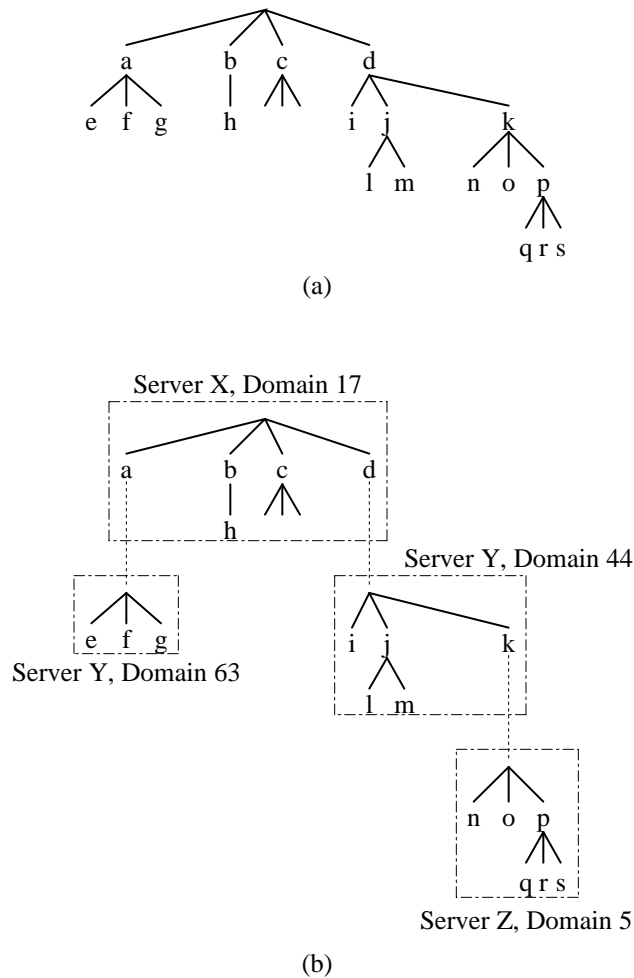 a b c d
e f g h i j k
l m n o p
q r s
(a)
Server X, Domain 17
a b c d
h
Server Y, Domain 44
e f g i j k
Server Y, Domain 63
l m
n o p
q r s
Server Z, Domain 5
(b)